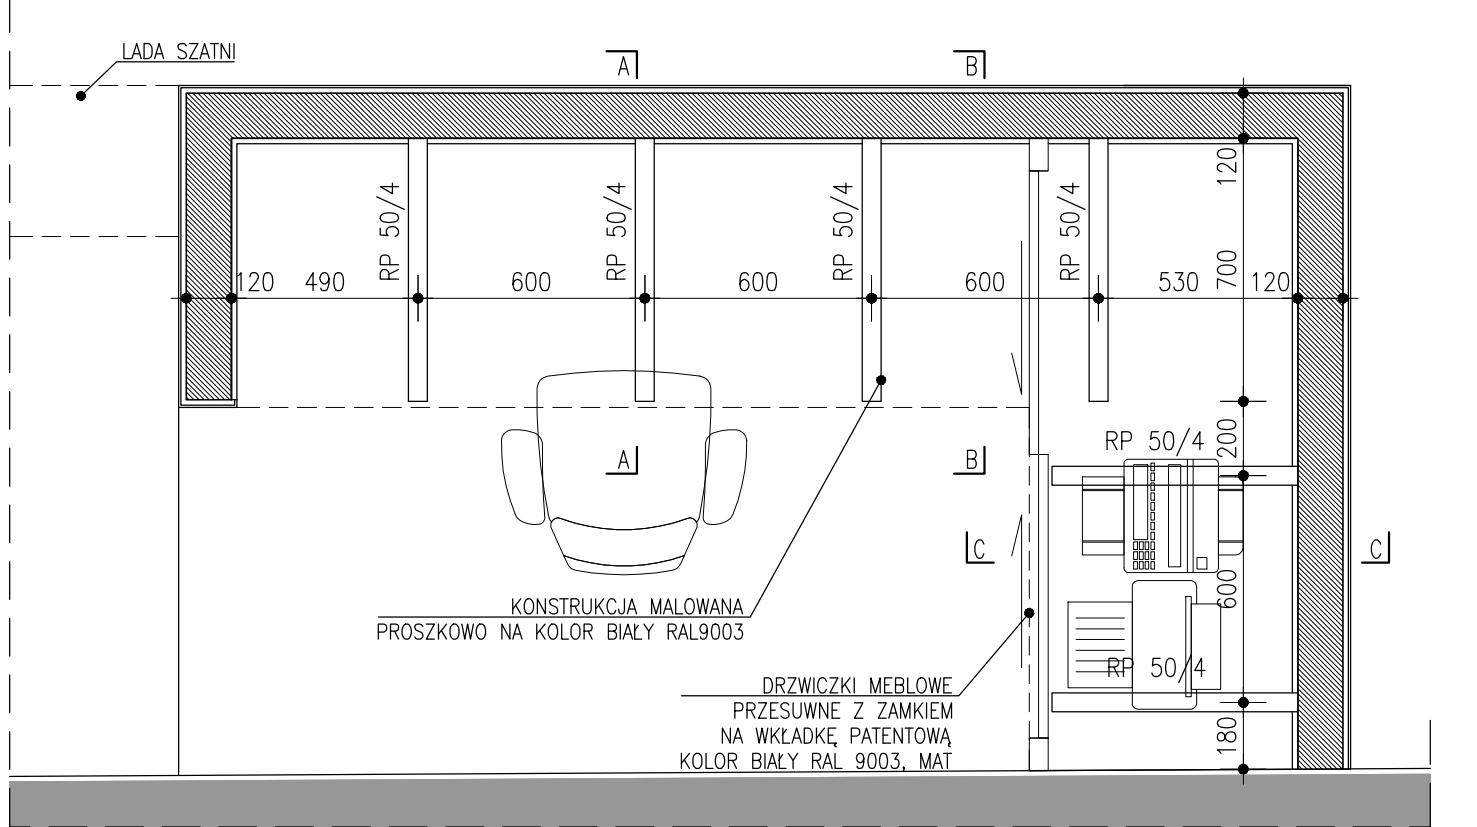 LADA SZATNI
A
B
120
RP 50/4
RP 50/4
RP 50/4
RP 50/4
120
490
600
600
600
530
700
120
200
RP 50/4
A
B
C
C
600
KONSTRUKCJA MALOWANA
PROSZKOWO NA KOLOR BIAŁY RAL9003
RP 50/4
DRZWICZKI MEBLOWE
PRZESUWNE Z ZAMKIEM
NA WKŁADKĘ PATENTOWĄ
KOLOR BIAŁY RAL 9003, MAT
180